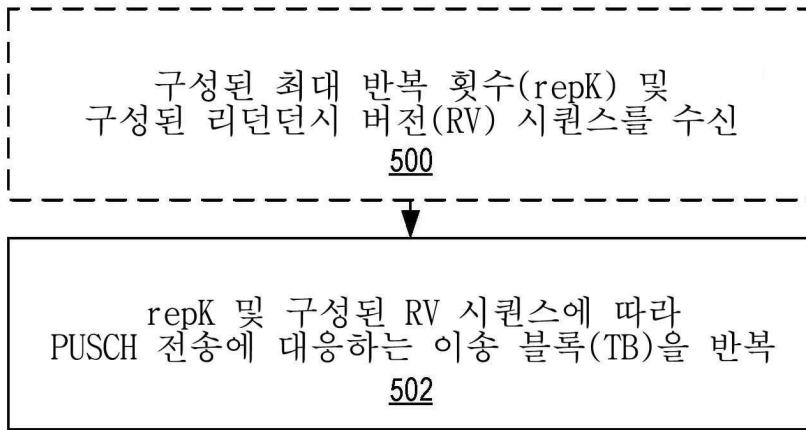 구성된 최대 반복 횟수(repK) 및
구성된 리던던시 버전(RV) 시퀀스를 수신
500
repK 및 구성된 RV 시퀀스에 따라
PUSCH 전송에 대응하는 이송 블록(TB)을 반복
502